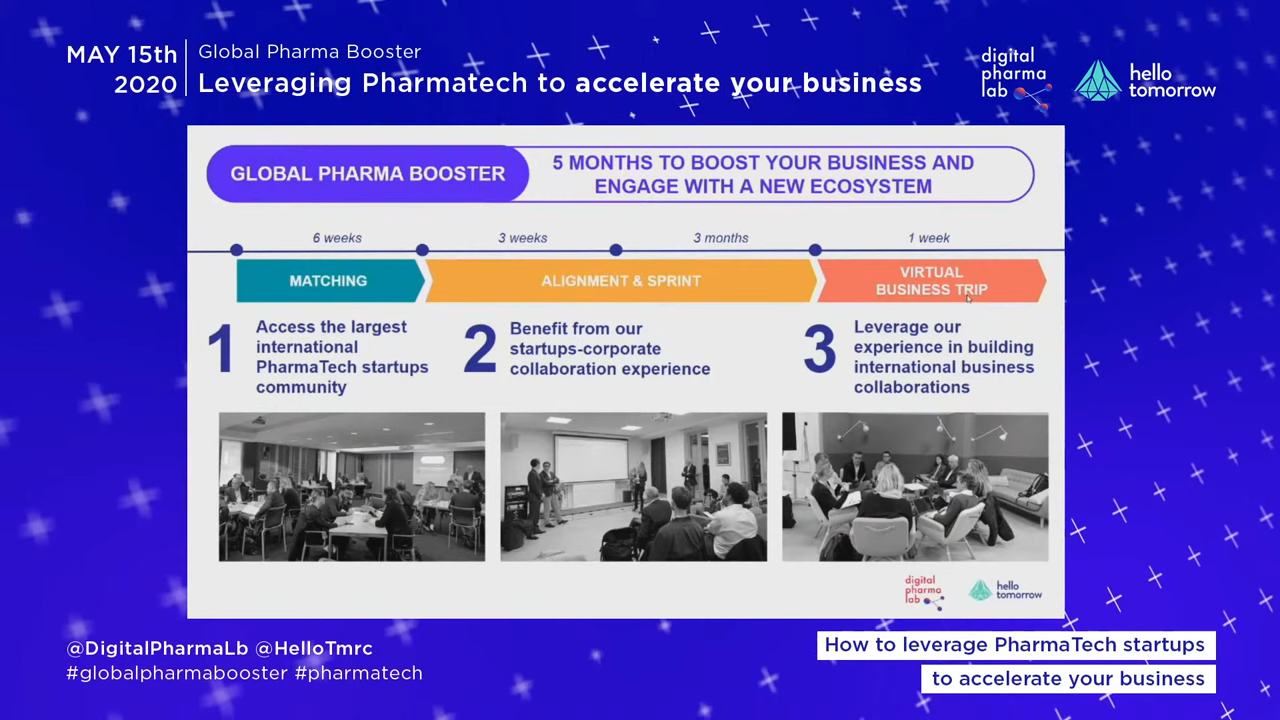 MAY 15th
2020
Global Pharma Booster
Leveraging Pharmatech to accelerate your business
digital
pharma
lab
hello
tomorrow
GLOBAL PHARMA BOOSTER
5 MONTHS TO BOOST YOUR BUSINESS AND
ENGAGE WITH A NEW ECOSYSTEM
6 weeks
3 weeks
3 months
1 week
MATCHING
ALIGNMENT & SPRINT
VIRTUAL
BUSINESS TRIP
1
Access the largest
international
PharmaTech startups
community
2
Benefit from our
startups-corporate
collaboration experience
3
Leverage our
experience in building
international business
collaborations
digital
pharma
lab
hello
tomorrow
@DigitalPharmaLb @HelloTmrc
#globalpharmabooster #pharmatech
How to leverage PharmaTech startups
to accelerate your business